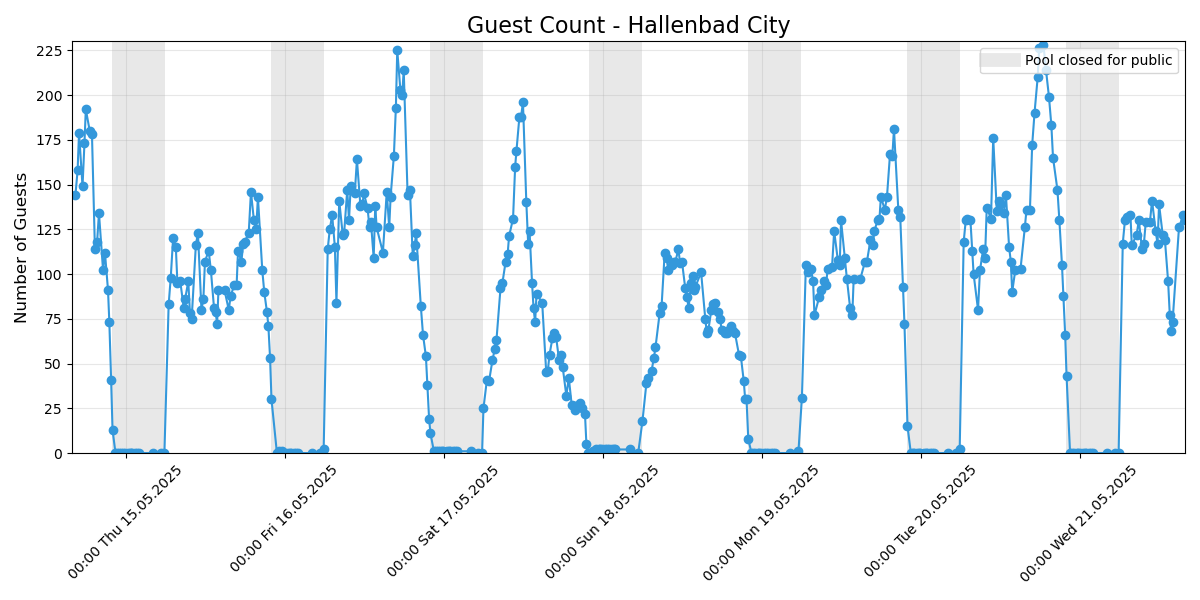 Guest Count - Hallenbad City
Pool closed for public
Number of Guests
225
200
175
150
125
100
75
50
25
0
00:00 Thu 15.05.2025
00:00 Fri 16.05.2025
00:00 Sat 17.05.2025
00:00 Sun 18.05.2025
00:00 Mon 19.05.2025
00:00 Tue 20.05.2025
00:00 Wed 21.05.2025